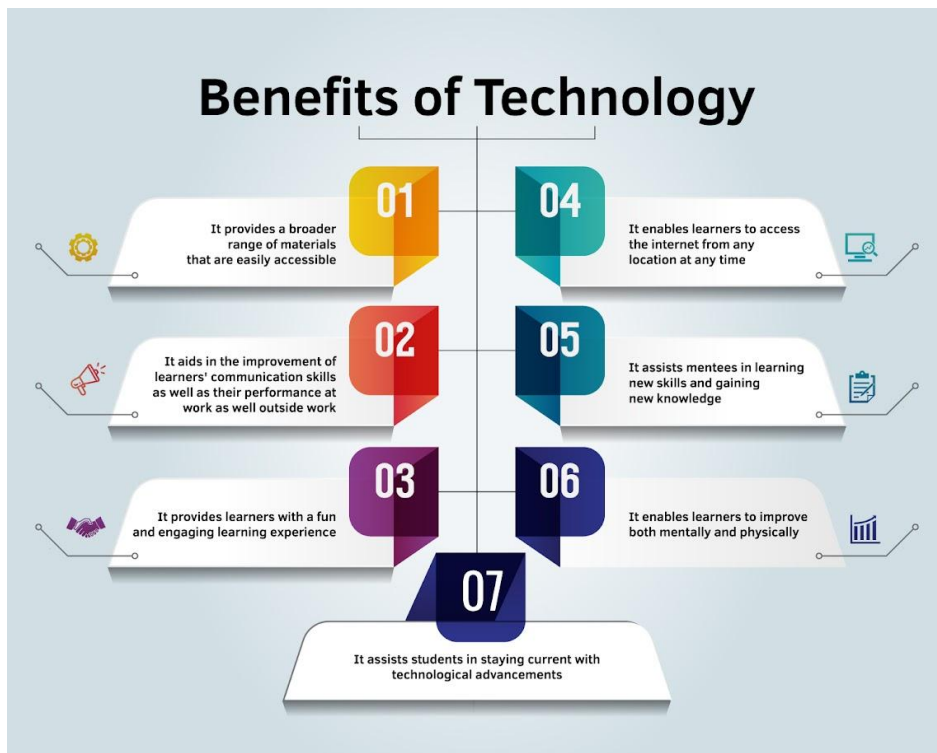 Benefits of Technology
01
It provides a broader
range of materials
that are easily accessible
02
It aids in the improvement of
learners' communication skills
as well as their performance at
work as well outside work
03
It provides learners with a fun
and engaging learning experience
04
It enables learners to access
the internet from any
location at any time
05
It assists mentees in learning
new skills and gaining
new knowledge
06
It enables learners to improve
both mentally and physically
07
It assists students in staying current with
technological advancements